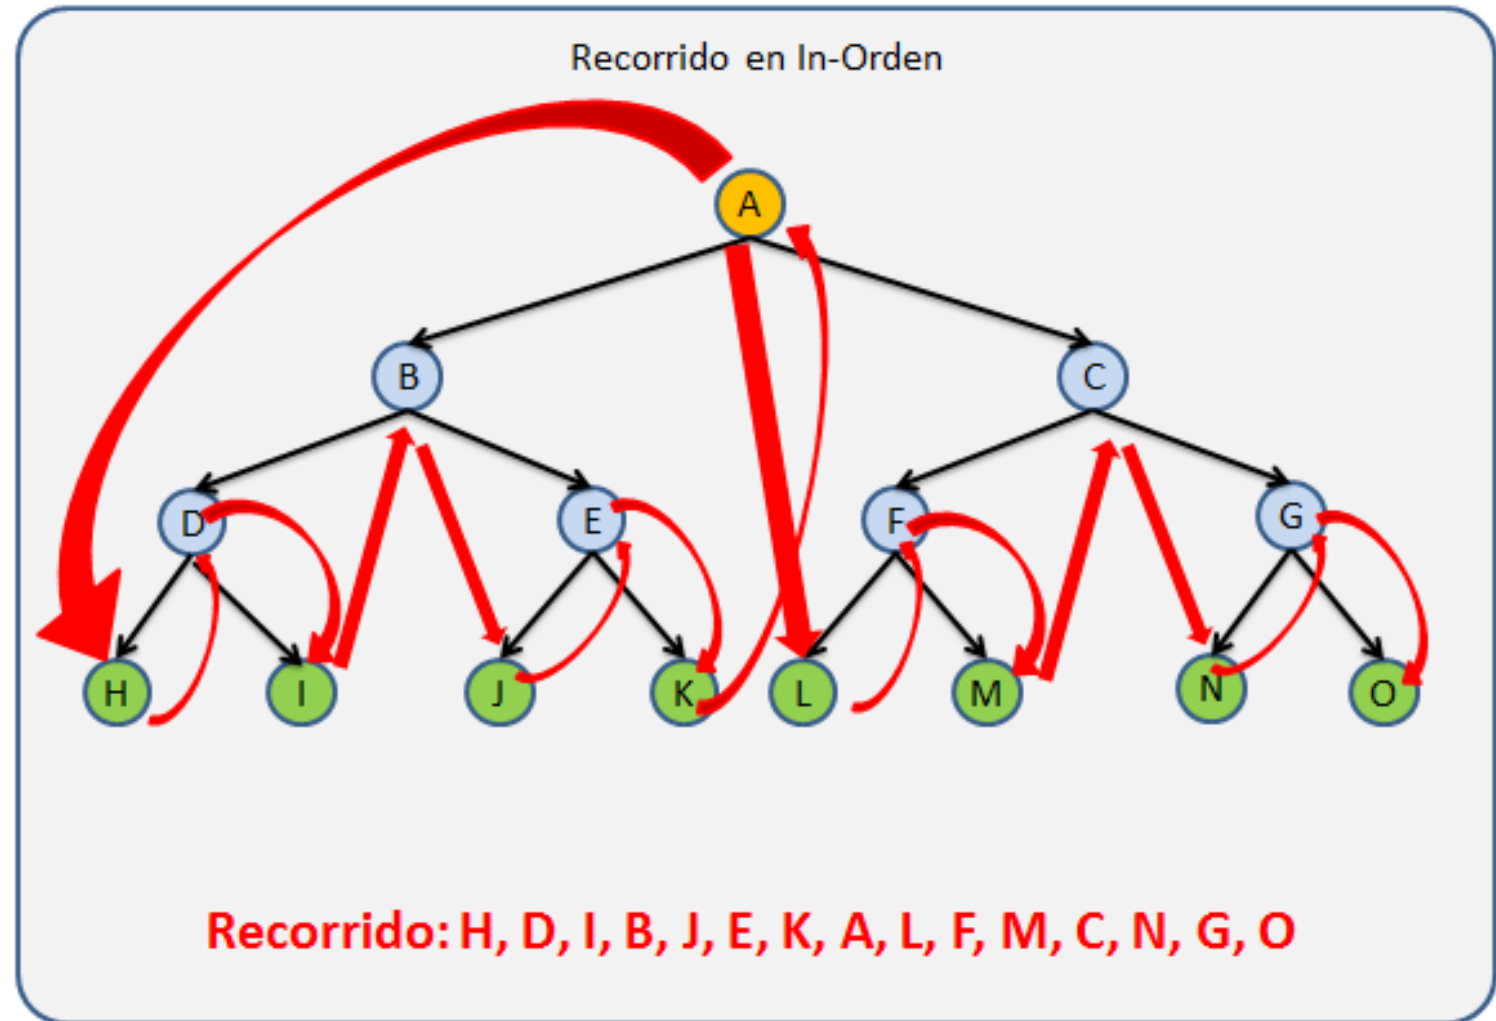 Recorrido en In-Orden
A
B C
D E F G
H I J K L M N O
Recorrido: H, D, I, B, J, E, K, A, L, F, M, C, N, G, O